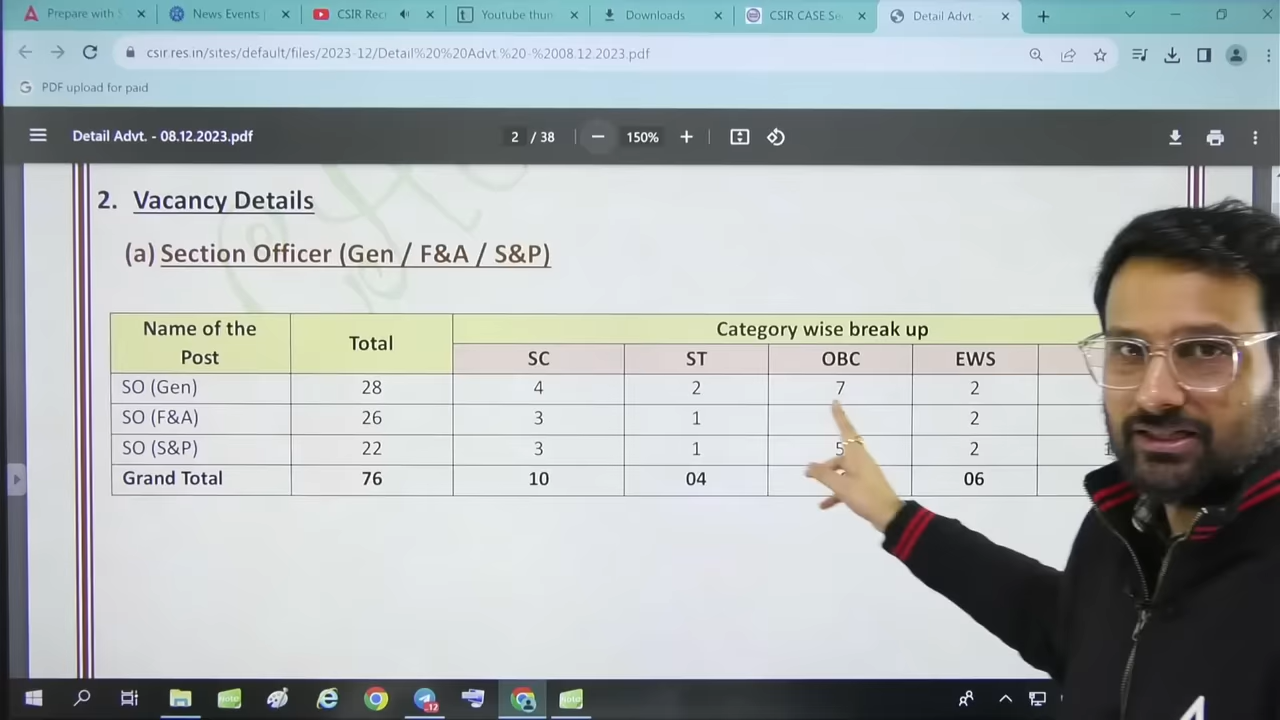 Prepare with
News Events
CSIR Rec
Youtube thun
Downloads
CSIR CASE Se
Detail Advt.
csir.res.in/sites/default/files/2023-12/Detail%20%20Advt.%20-%2008.12.2023.pdf
PDF upload for paid
Detail Advt. - 08.12.2023.pdf
2 / 38
150%
2. Vacancy Details
(a) Section Officer (Gen / F&A / S&P)
Name of the Post Total Category wise break up
SC ST OBC EWS
SO (Gen) 28 4 2 7 2
SO (F&A) 26 3 1 2
SO (S&P) 22 3 1 5 2
Grand Total 76 10 04 06
12